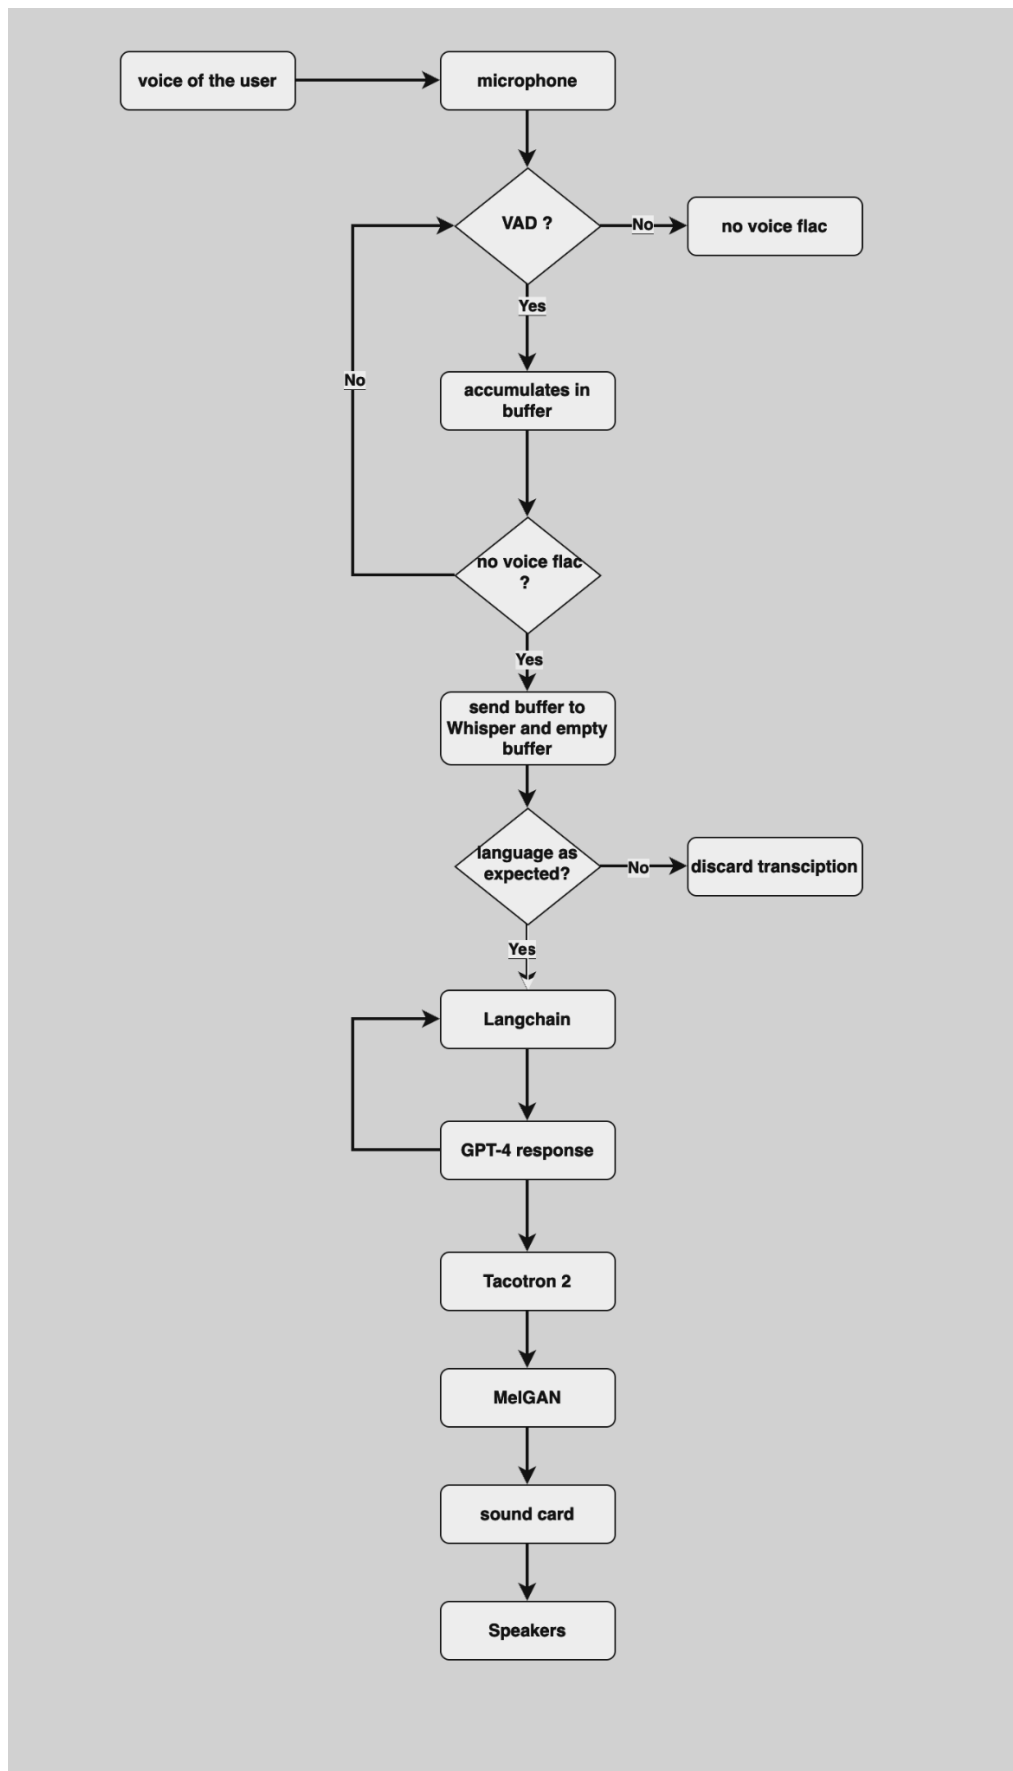 voice of the user
microphone
VAD ?
No
no voice flac
Yes
No
accumulates in
buffer
no voice flac
?
Yes
send buffer to
Whisper and empty
buffer
language as
expected?
No
discard transciption
Yes
Langchain
GPT-4 response
Tacotron 2
MelGAN
sound card
Speakers